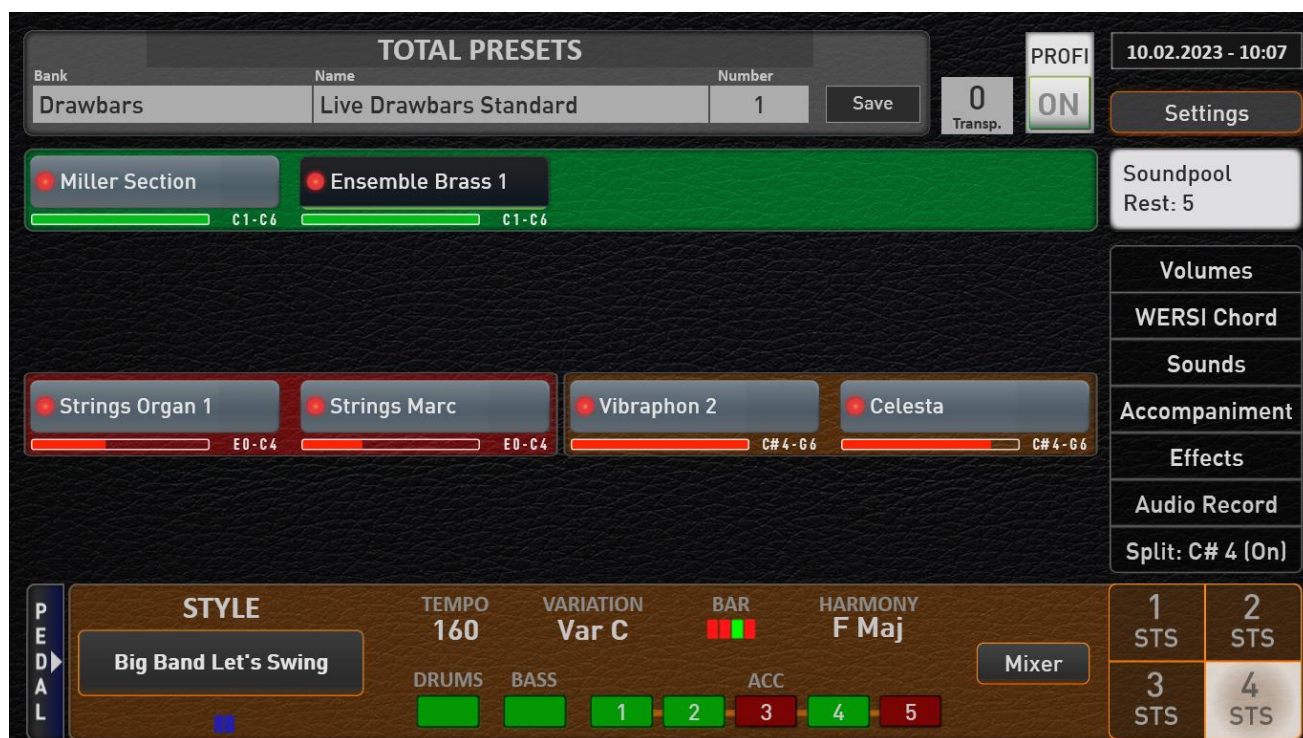 TOTAL PRESETS
PROFI
10.02.2023 - 10:07
Bank
Name
Number
Drawbars
Live Drawbars Standard
1
Save
0
Transp.
ON
Settings
Miller Section
Ensemble Brass 1
C1-C6
C1-C6
Soundpool
Rest: 5
Volumes
WERSI Chord
Sounds
Accompaniment
Effects
Audio Record
Split: C# 4 (On)
Strings Organ 1
Strings Marc
Vibraphon 2
Celesta
E0-C4
E0-C4
C#4-G6
C#4-G6
PEDAL
STYLE
Big Band Let's Swing
TEMPO
160
VARIATION
Var C
BAR
HARMONY
F Maj
Mixer
DRUMS
BASS
ACC
1
2
3
4
5
1
STS
2
STS
3
STS
4
STS